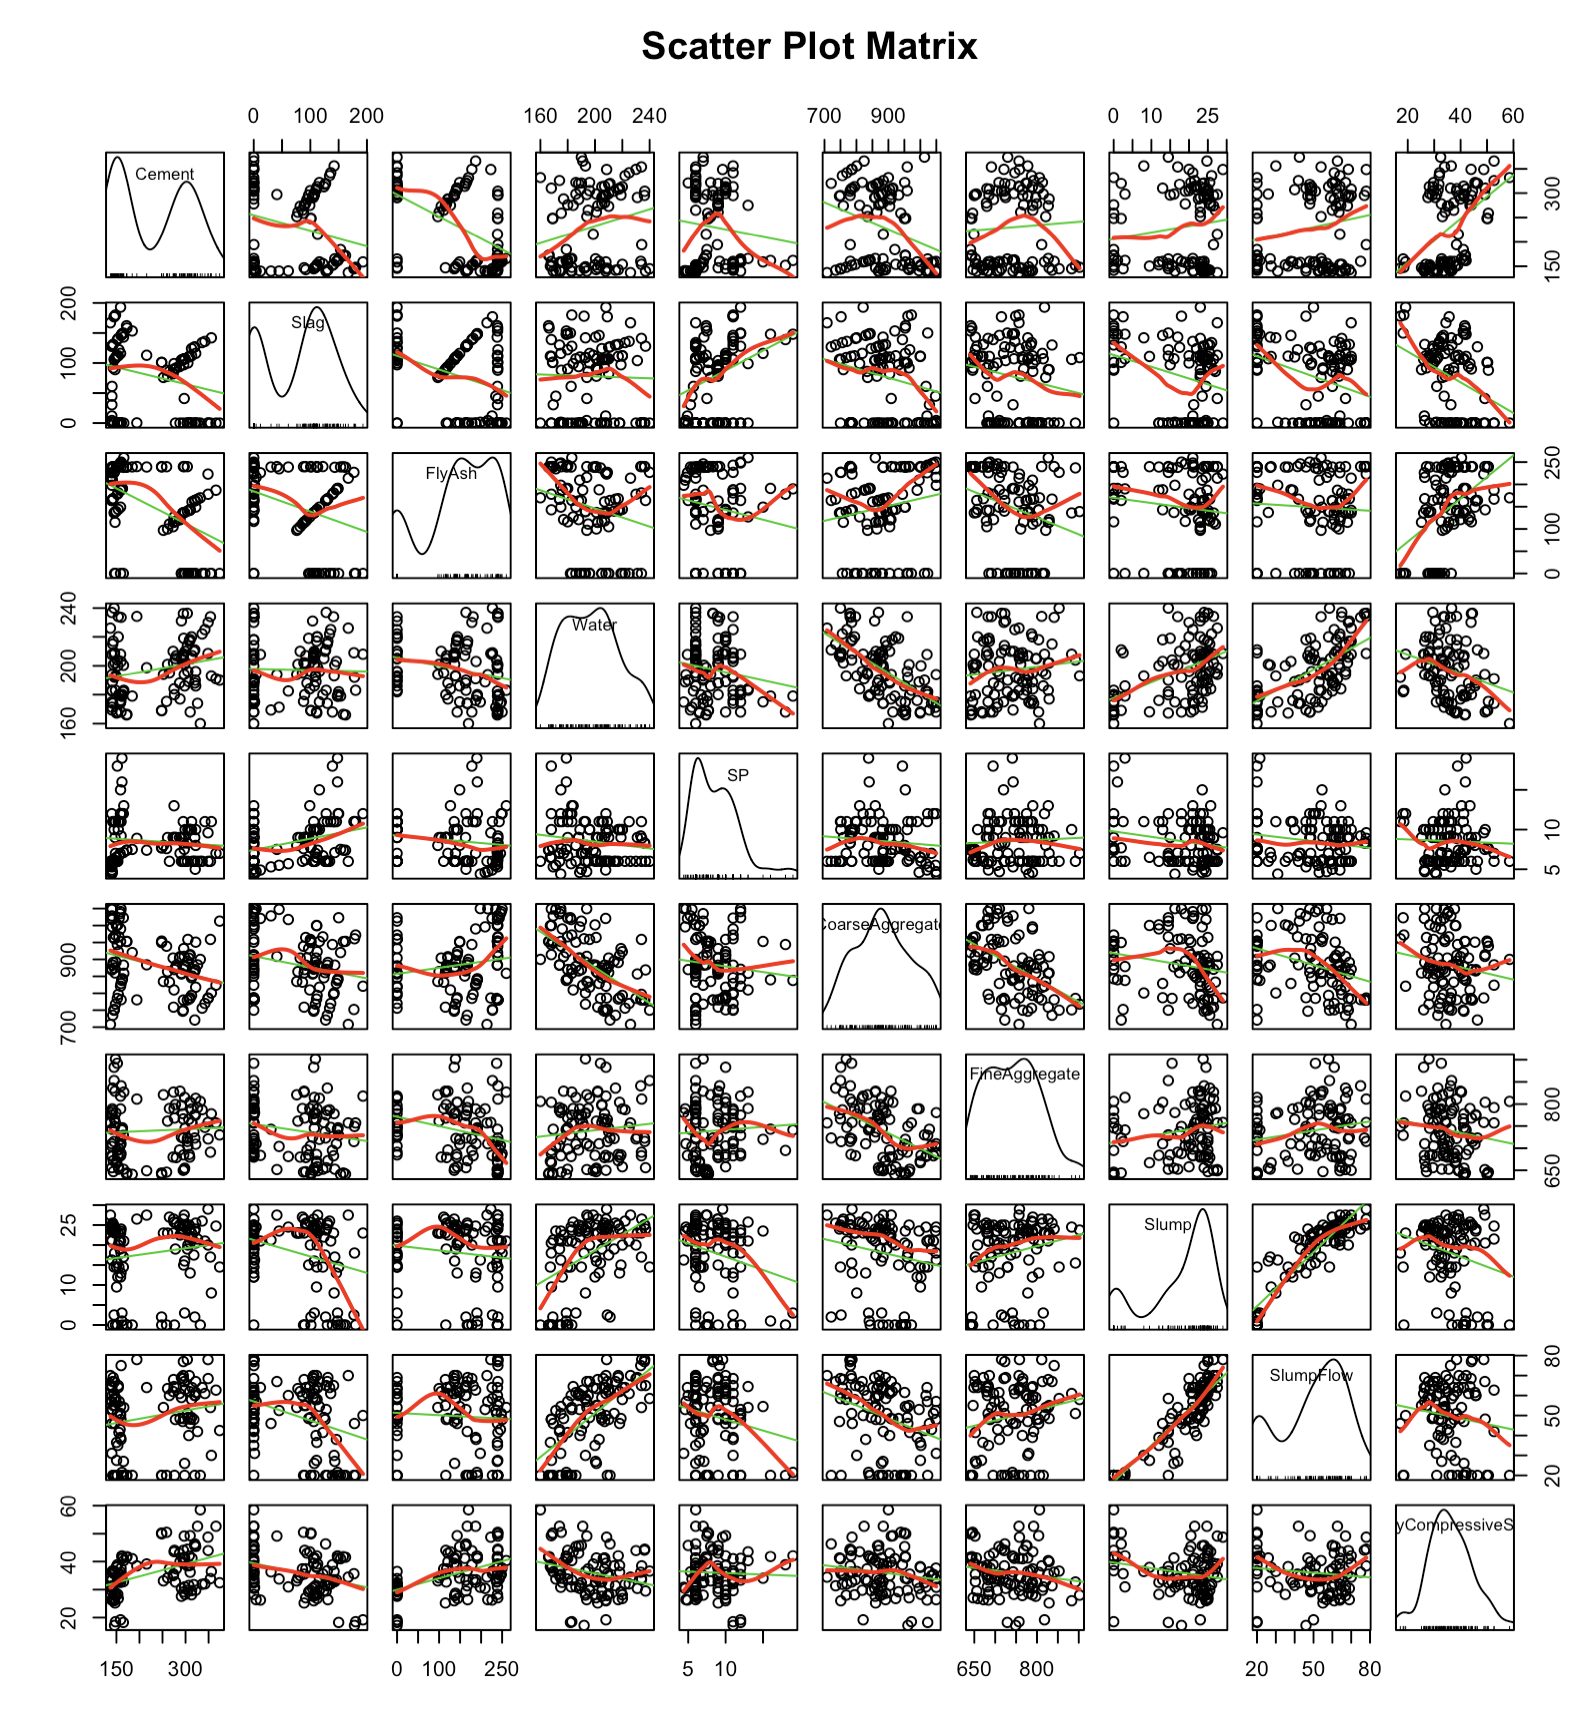 Scatter Plot Matrix
0 100 200 160 200 240 700 900 0 10 25 20 40 60
Cement
150 300
0 100 200
Slag
FlyAsh
0 100 250
160 200 240
Water
SP
5 10
700 900
CoarseAggregate
FineAggregate
650 800
0 10 25
Slump
SlumpFlow
20 50 80
20 40 60
yCompressiveS
150 300 0 100 250 5 10 650 800 20 50 80